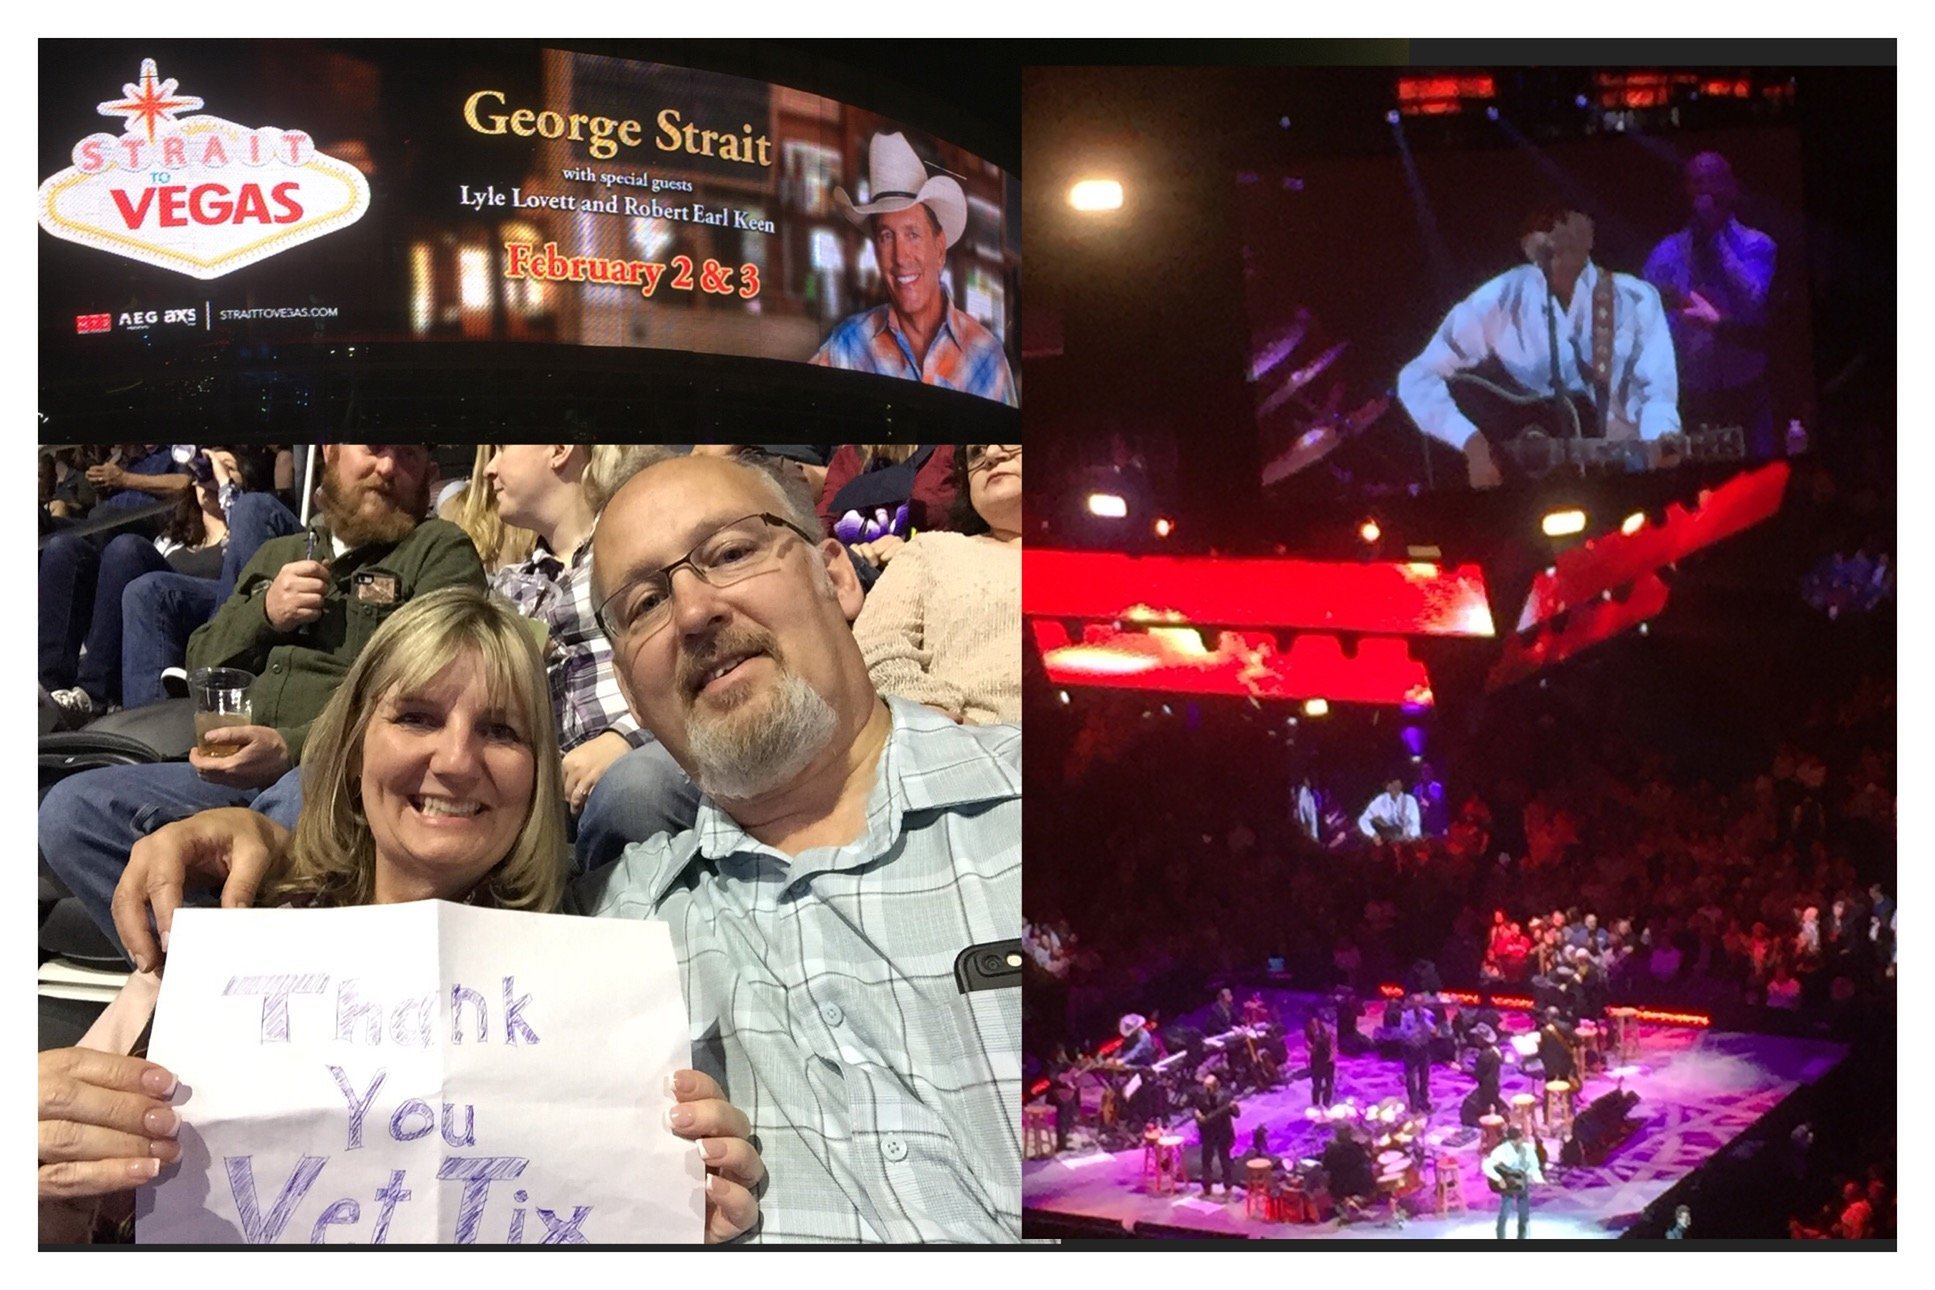 STRAIT
TO
VEGAS
George Strait
with special guests
Lyle Lovett and Robert Earl Keen
February 2 & 3
AEG axs STRAITTOVEGAS.COM
Thank
You
Vet Tix